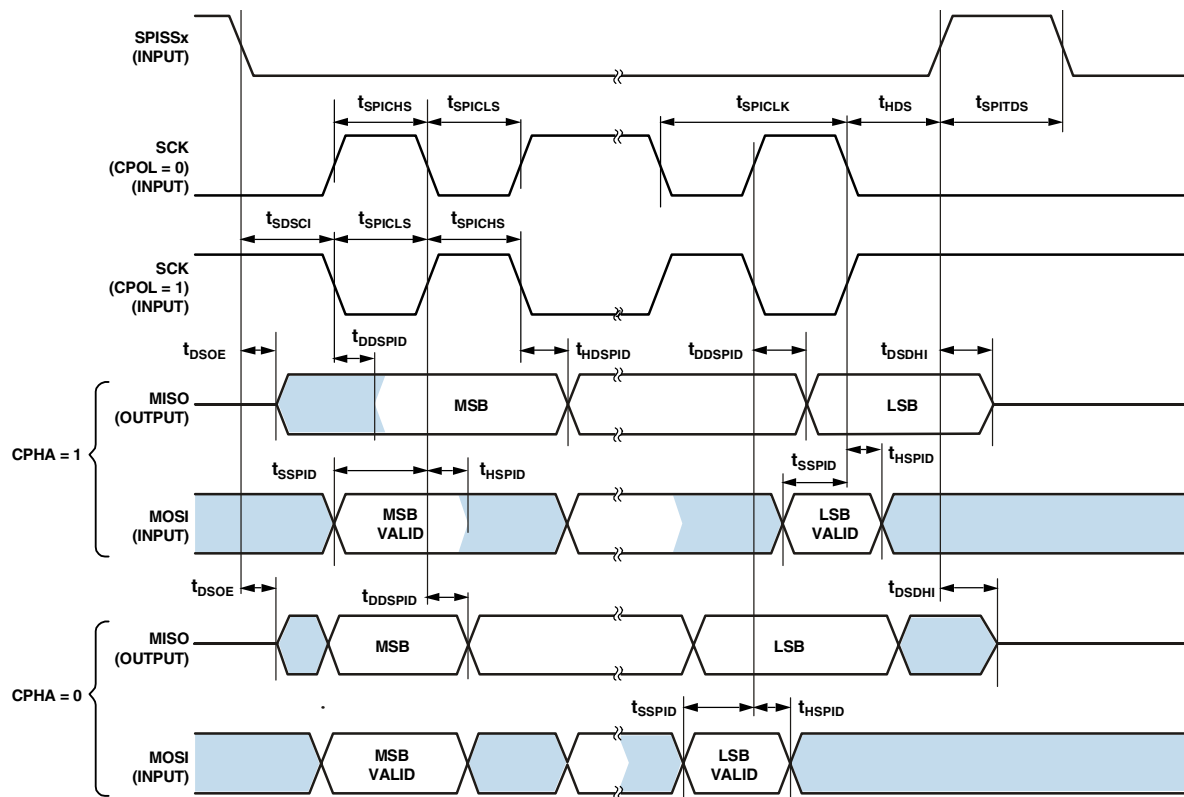 SPISSx
(INPUT)
tSPICHS tSPICLS tSPICLK tHDS tSPITDS
SCK
(CPOL = 0)
(INPUT)
tSDSCI tSPICLS tSPICHS
SCK
(CPOL = 1)
(INPUT)
tDSOE tDDSPID tHDSPID tDDSPID tDSDHI
MISO
(OUTPUT)
MSB LSB
CPHA = 1
tSSPID tHSPID tSSPID tHSPID
MOSI
(INPUT)
MSB
VALID
LSB
VALID
tDSOE tDDSPID tDSDHI
MISO
(OUTPUT)
MSB LSB
CPHA = 0
tSSPID tHSPID
MOSI
(INPUT)
MSB
VALID
LSB
VALID